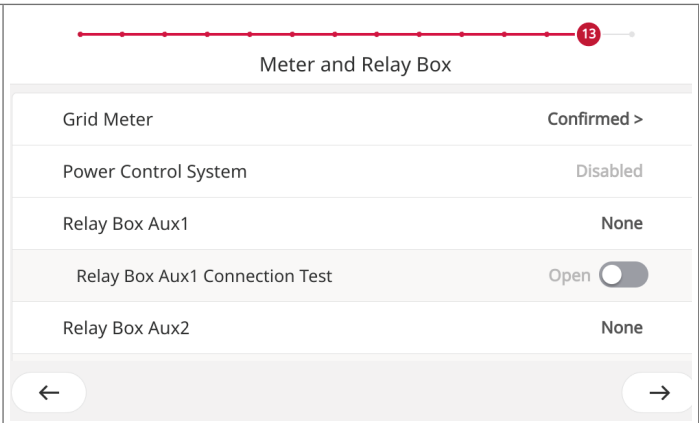 13
Meter and Relay Box
Grid Meter Confirmed >
Power Control System Disabled
Relay Box Aux1 None
Relay Box Aux1 Connection Test Open
Relay Box Aux2 None